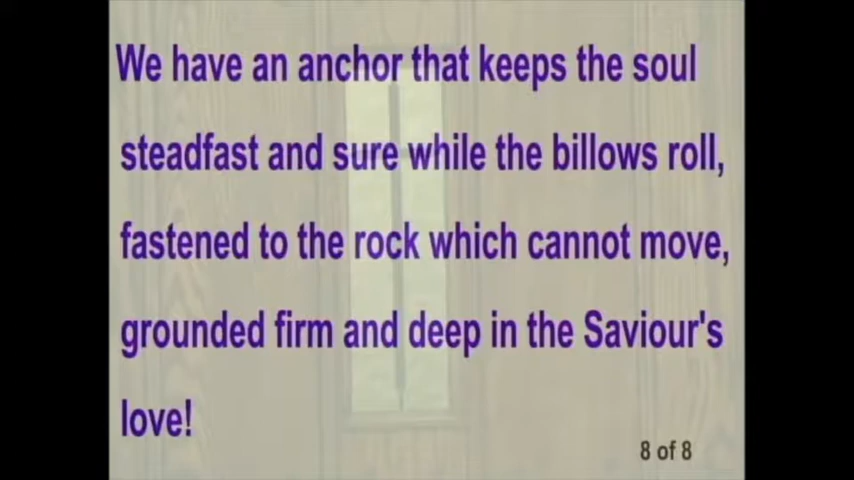 We have an anchor that keeps the soul
steadfast and sure while the billows roll,
fastened to the rock which cannot move,
grounded firm and deep in the Saviour's
love!
8 of 8